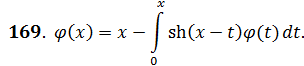 169. φ(x) = x − ∫₀ˣ sh(x − t)φ(t) dt.